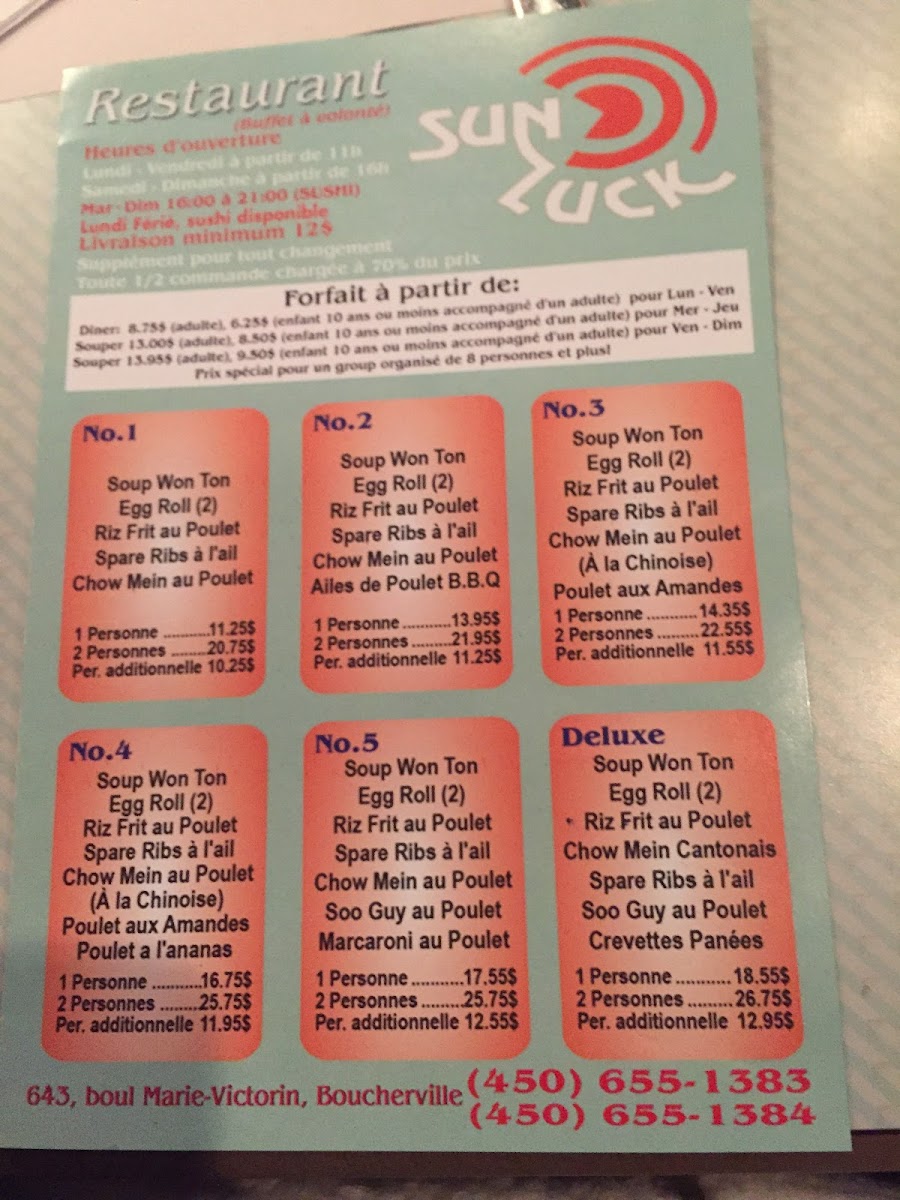 Restaurant
(Buffet à volonté)
SUN
LUCK
Heures d'ouverture
Lundi - Vendredi à partir de 11h
Samedi - Dimanche à partir de 16h
Mar-Dim 16:00 à 21:00 (SUSHI)
Lundi Férié, sushi disponible
Livraison minimum 12$
Supplément pour tout changement
Toute 1/2 commande chargée à 70% du prix
Forfait à partir de:
Diner: 8.75$ (adulte), 6.25$ (enfant 10 ans ou moins accompagné d'un adulte) pour Lun - Ven
Souper 13.00$ (adulte), 8.50$ (enfant 10 ans ou moins accompagné d'un adulte) pour Mer - Jeu
Souper 13.95$ (adulte), 9.50$ (enfant 10 ans ou moins accompagné d'un adulte) pour Ven - Dim
Prix spécial pour un group organisé de 8 personnes et plus!
No.1
Soup Won Ton
Egg Roll (2)
Riz Frit au Poulet
Spare Ribs à l'ail
Chow Mein au Poulet
1 Personne ..........11.25$
2 Personnes ........20.75$
Per. additionnelle 10.25$
No.2
Soup Won Ton
Egg Roll (2)
Riz Frit au Poulet
Spare Ribs à l'ail
Chow Mein au Poulet
Ailes de Poulet B.B.Q
1 Personne ..........13.95$
2 Personnes .........21.95$
Per. additionnelle 11.25$
No.3
Soup Won Ton
Egg Roll (2)
Riz Frit au Poulet
Spare Ribs à l'ail
Chow Mein au Poulet
(À la Chinoise)
Poulet aux Amandes
1 Personne ...........14.35$
2 Personnes .........22.55$
Per. additionnelle 11.55$
No.4
Soup Won Ton
Egg Roll (2)
Riz Frit au Poulet
Spare Ribs à l'ail
Chow Mein au Poulet
(À la Chinoise)
Poulet aux Amandes
Poulet a l'ananas
1 Personne ...........16.75$
2 Personnes ........25.75$
Per. additionnelle 11.95$
No.5
Soup Won Ton
Egg Roll (2)
Riz Frit au Poulet
Spare Ribs à l'ail
Chow Mein au Poulet
Soo Guy au Poulet
Marcaroni au Poulet
1 Personne ...........17.55$
2 Personnes .........25.75$
Per. additionnelle 12.55$
Deluxe
Soup Won Ton
Egg Roll (2)
Riz Frit au Poulet
Chow Mein Cantonais
Spare Ribs à l'ail
Soo Guy au Poulet
Crevettes Panées
1 Personne ............18.55$
2 Personnes .........26.75$
Per. additionnelle 12.95$
643, boul Marie-Victorin, Boucherville (450) 655-1383
(450) 655-1384